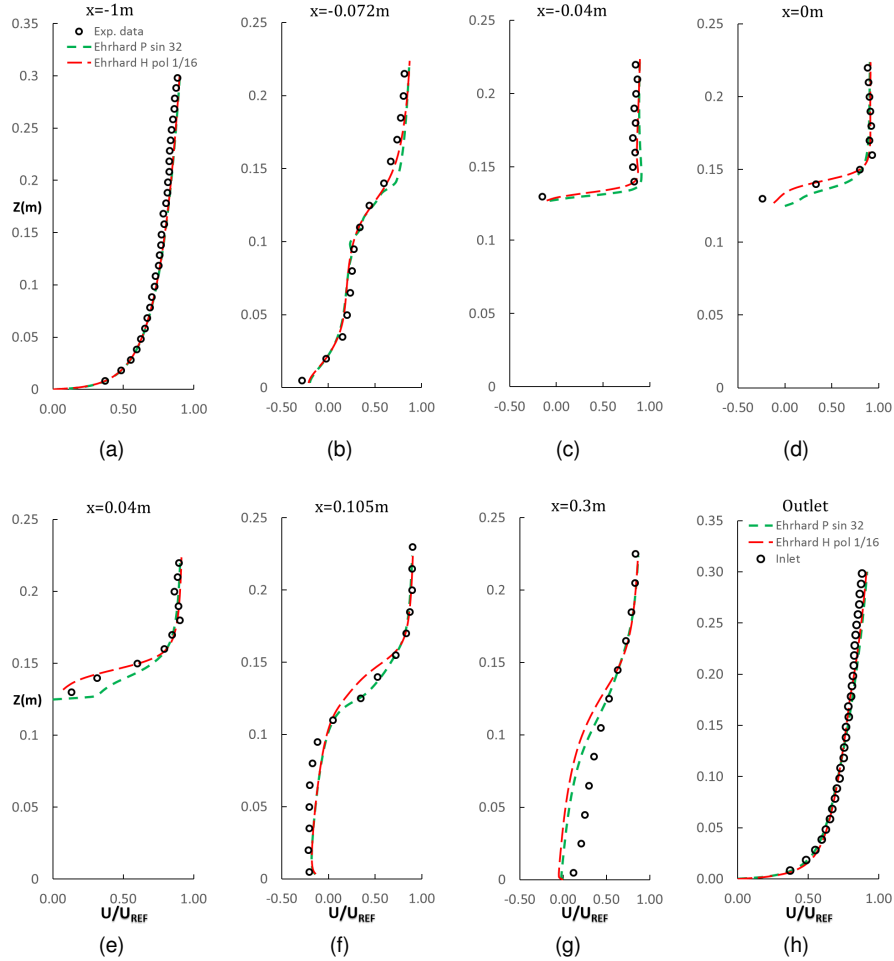 x=-1m
x=-0.072m
x=-0.04m
x=0m
0.35
0.3
0.25
0.2
Z(m)
0.15
0.1
0.05
0
0.00 0.50 1.00
Exp. data
Ehrhard P sin 32
Ehrhard H pol 1/16
0.25
0.2
0.15
0.1
0.05
0
-0.50 0.00 0.50 1.00
0.25
0.2
0.15
0.1
0.05
0
-0.50 0.00 0.50 1.00
0.25
0.2
0.15
0.1
0.05
0
-0.50 0.00 0.50 1.00
(a)
(b)
(c)
(d)
x=0.04m
x=0.105m
x=0.3m
Outlet
0.25
0.2
0.15
Z(m)
0.1
0.05
0
0.00 0.50 1.00
U/UREF
0.25
0.2
0.15
0.1
0.05
0
-0.50 0.00 0.50 1.00
U/UREF
0.25
0.2
0.15
0.1
0.05
0
-0.50 0.00 0.50 1.00
U/UREF
0.35
0.30
0.25
0.20
0.15
0.10
0.05
0.00
0.00 0.50 1.00
U/UREF
Ehrhard P sin 32
Ehrhard H pol 1/16
Inlet
(e)
(f)
(g)
(h)